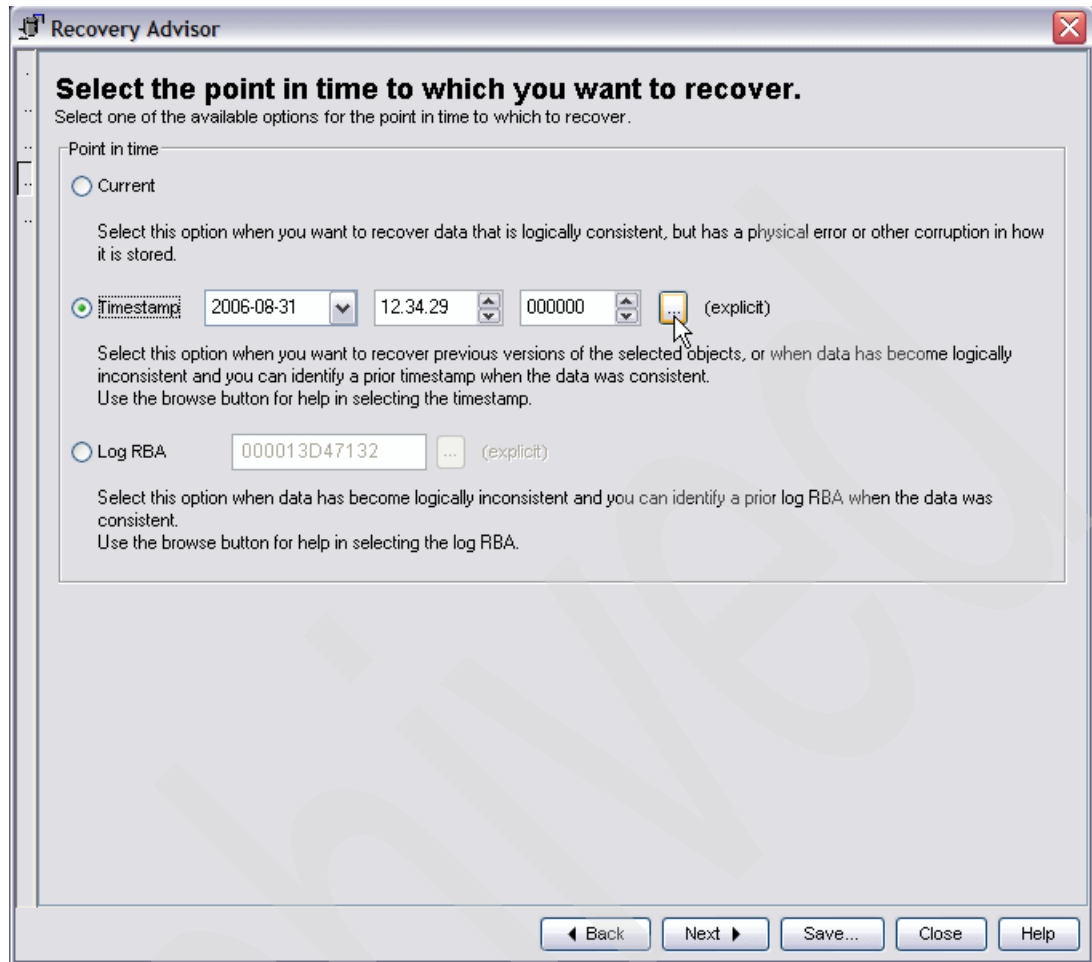 Recovery Advisor
Select the point in time to which you want to recover.
Select one of the available options for the point in time to which to recover.
Point in time
Current
Select this option when you want to recover data that is logically consistent, but has a physical error or other corruption in how
it is stored.
Timestamp 2006-08-31 12.34.29 000000 ... (explicit)
Select this option when you want to recover previous versions of the selected objects, or when data has become logically
inconsistent and you can identify a prior timestamp when the data was consistent.
Use the browse button for help in selecting the timestamp.
Log RBA 000013D47132 ... (explicit)
Select this option when data has become logically inconsistent and you can identify a prior log RBA when the data was
consistent.
Use the browse button for help in selecting the log RBA.
Back Next Save... Close Help